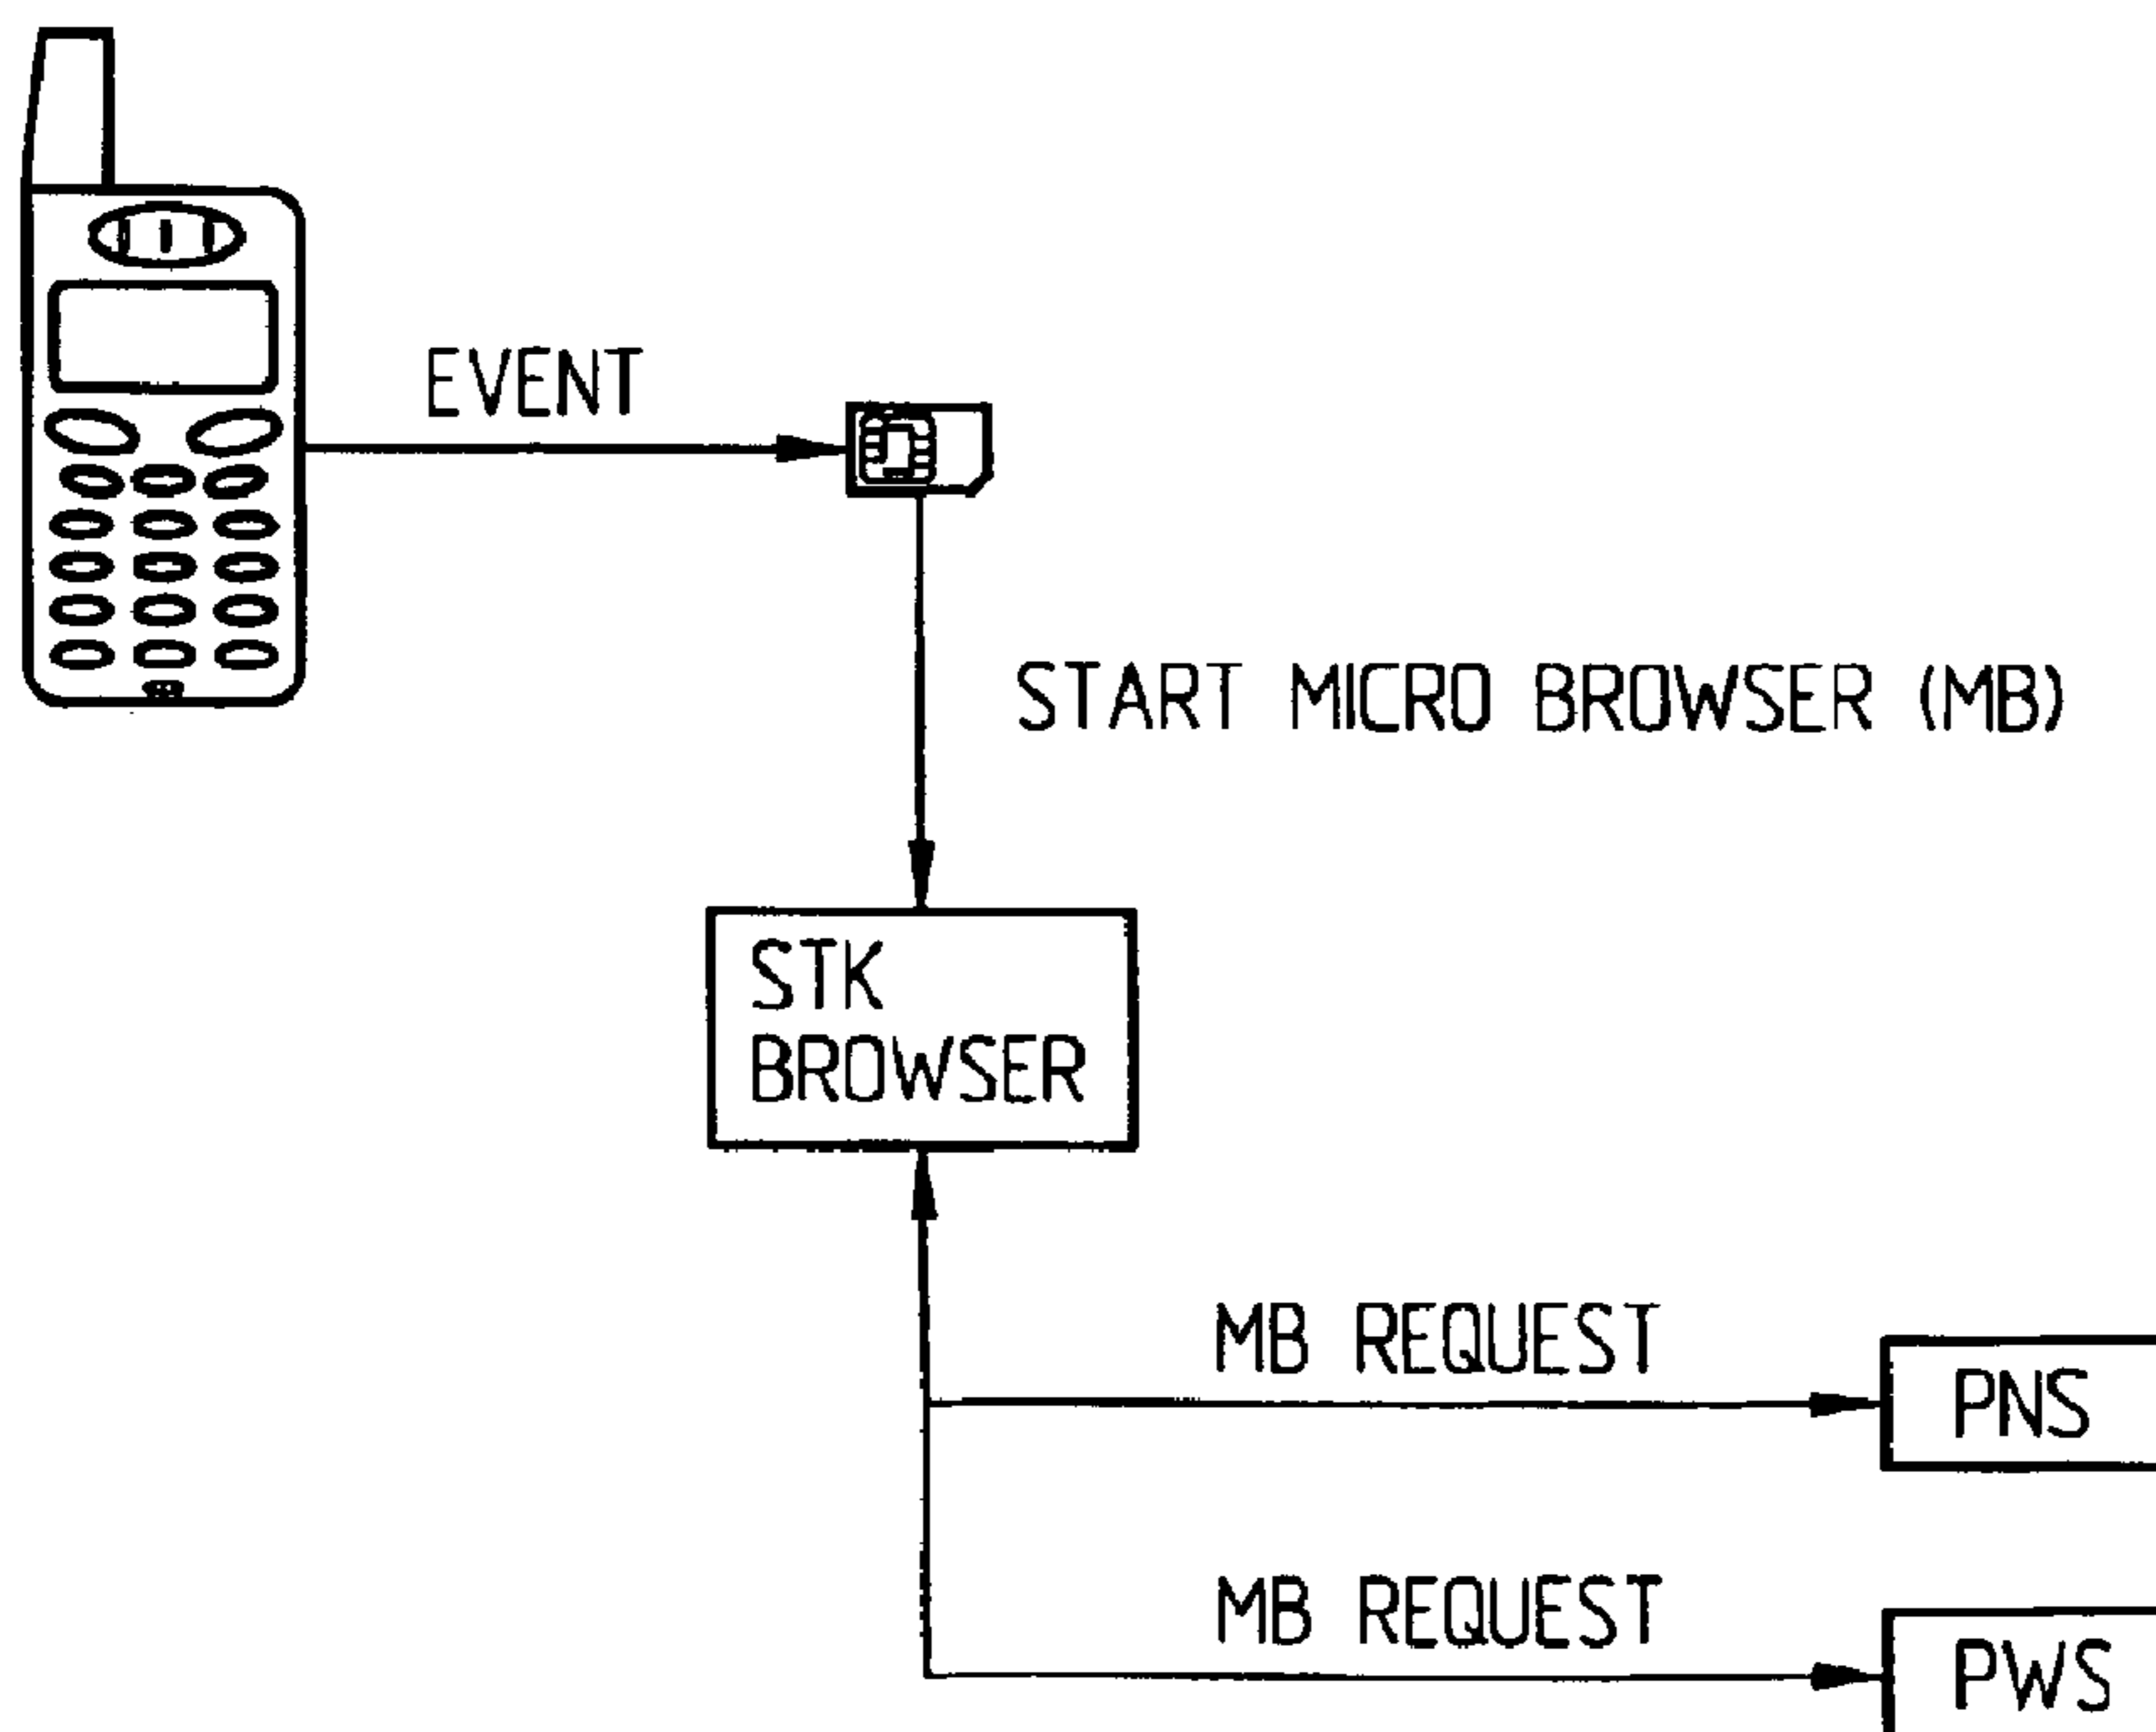 EVENT
START MICRO BROWSER (MB)
STK
BROWSER
MB REQUEST
PNS
MB REQUEST
PWS